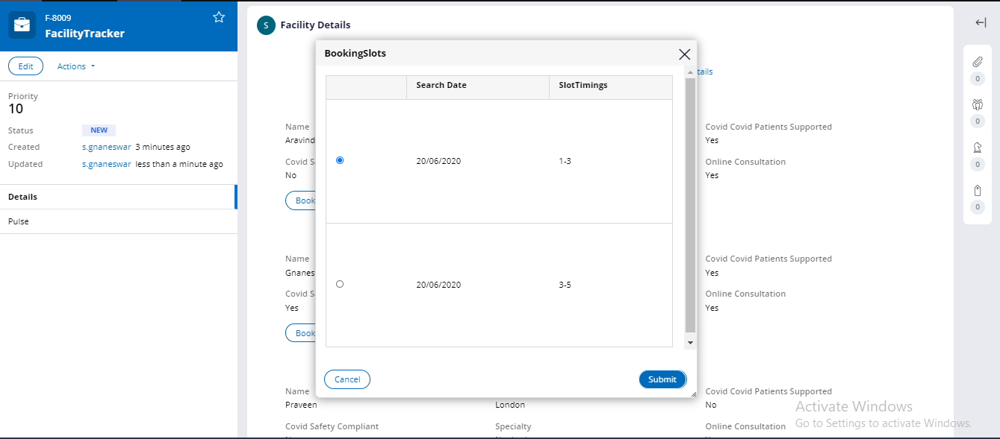 F-8009
FacilityTracker
Edit
Actions
Priority
10
Status NEW
Created s.gnaneswar 3 minutes ago
Updated s.gnaneswar less than a minute ago
Details
Pulse
S Facility Details
tails
Name
Aravind
Covid S
No
Book
Covid Covid Patients Supported
Yes
Online Consultation
Yes
Name
Gnanes
Covid S
Yes
Book
Covid Covid Patients Supported
Yes
Online Consultation
Yes
BookingSlots
Search Date SlotTimings
20/06/2020 1-3
20/06/2020 3-5
Cancel Submit
Name
Praveen
London
Covid Covid Patients Supported
No
Covid Safety Compliant Specialty Online Consultation
0
0
0
0
Activate Windows
Go to Settings to activate Windows.